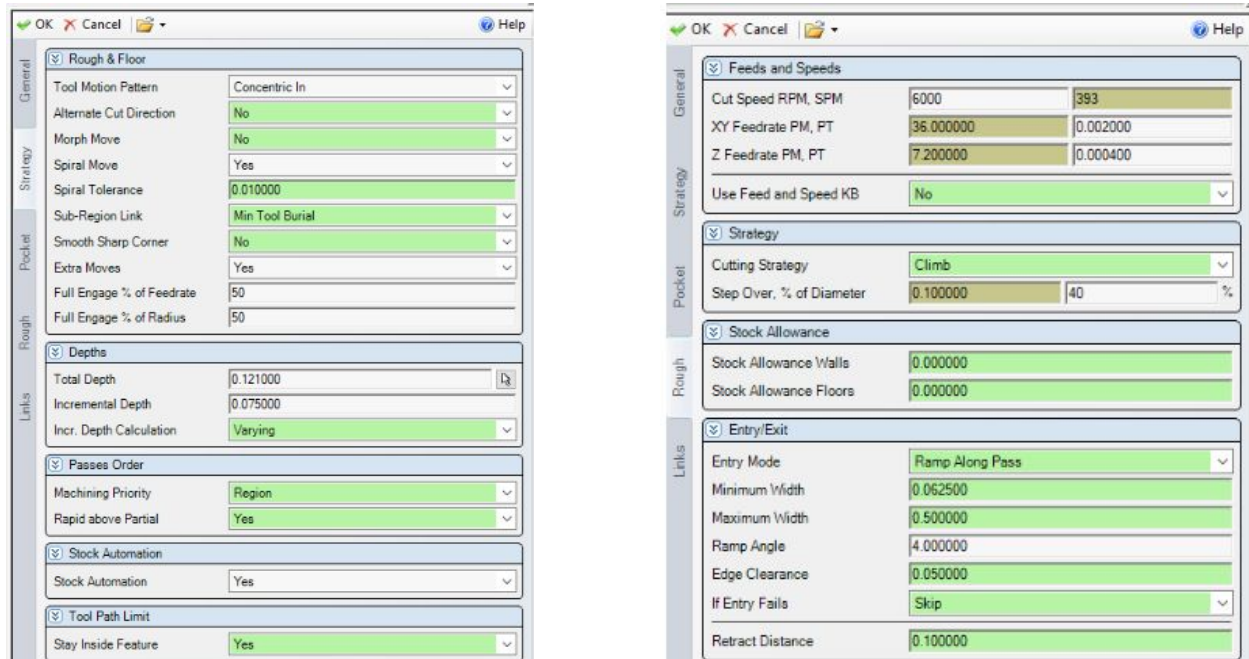 OK Cancel Help
General
Strategy
Pocket
Rough
Links
Rough & Floor
Tool Motion Pattern Concentric In
Alternate Cut Direction No
Morph Move No
Spiral Move Yes
Spiral Tolerance 0.010000
Sub-Region Link Min Tool Burial
Smooth Sharp Corner No
Extra Moves Yes
Full Engage % of Feedrate 50
Full Engage % of Radius 50
Depths
Total Depth 0.121000
Incremental Depth 0.075000
Incr. Depth Calculation Varying
Passes Order
Machining Priority Region
Rapid above Partial Yes
Stock Automation
Stock Automation Yes
Tool Path Limit
Stay Inside Feature Yes
OK Cancel Help
General
Strategy
Pocket
Rough
Links
Feeds and Speeds
Cut Speed RPM, SPM 6000 393
XY Feedrate PM, PT 36.000000 0.002000
Z Feedrate PM, PT 7.200000 0.000400
Use Feed and Speed KB No
Strategy
Cutting Strategy Climb
Step Over, % of Diameter 0.100000 40 %
Stock Allowance
Stock Allowance Walls 0.000000
Stock Allowance Floors 0.000000
Entry/Exit
Entry Mode Ramp Along Pass
Minimum Width 0.062500
Maximum Width 0.500000
Ramp Angle 4.000000
Edge Clearance 0.050000
If Entry Fails Skip
Retract Distance 0.100000